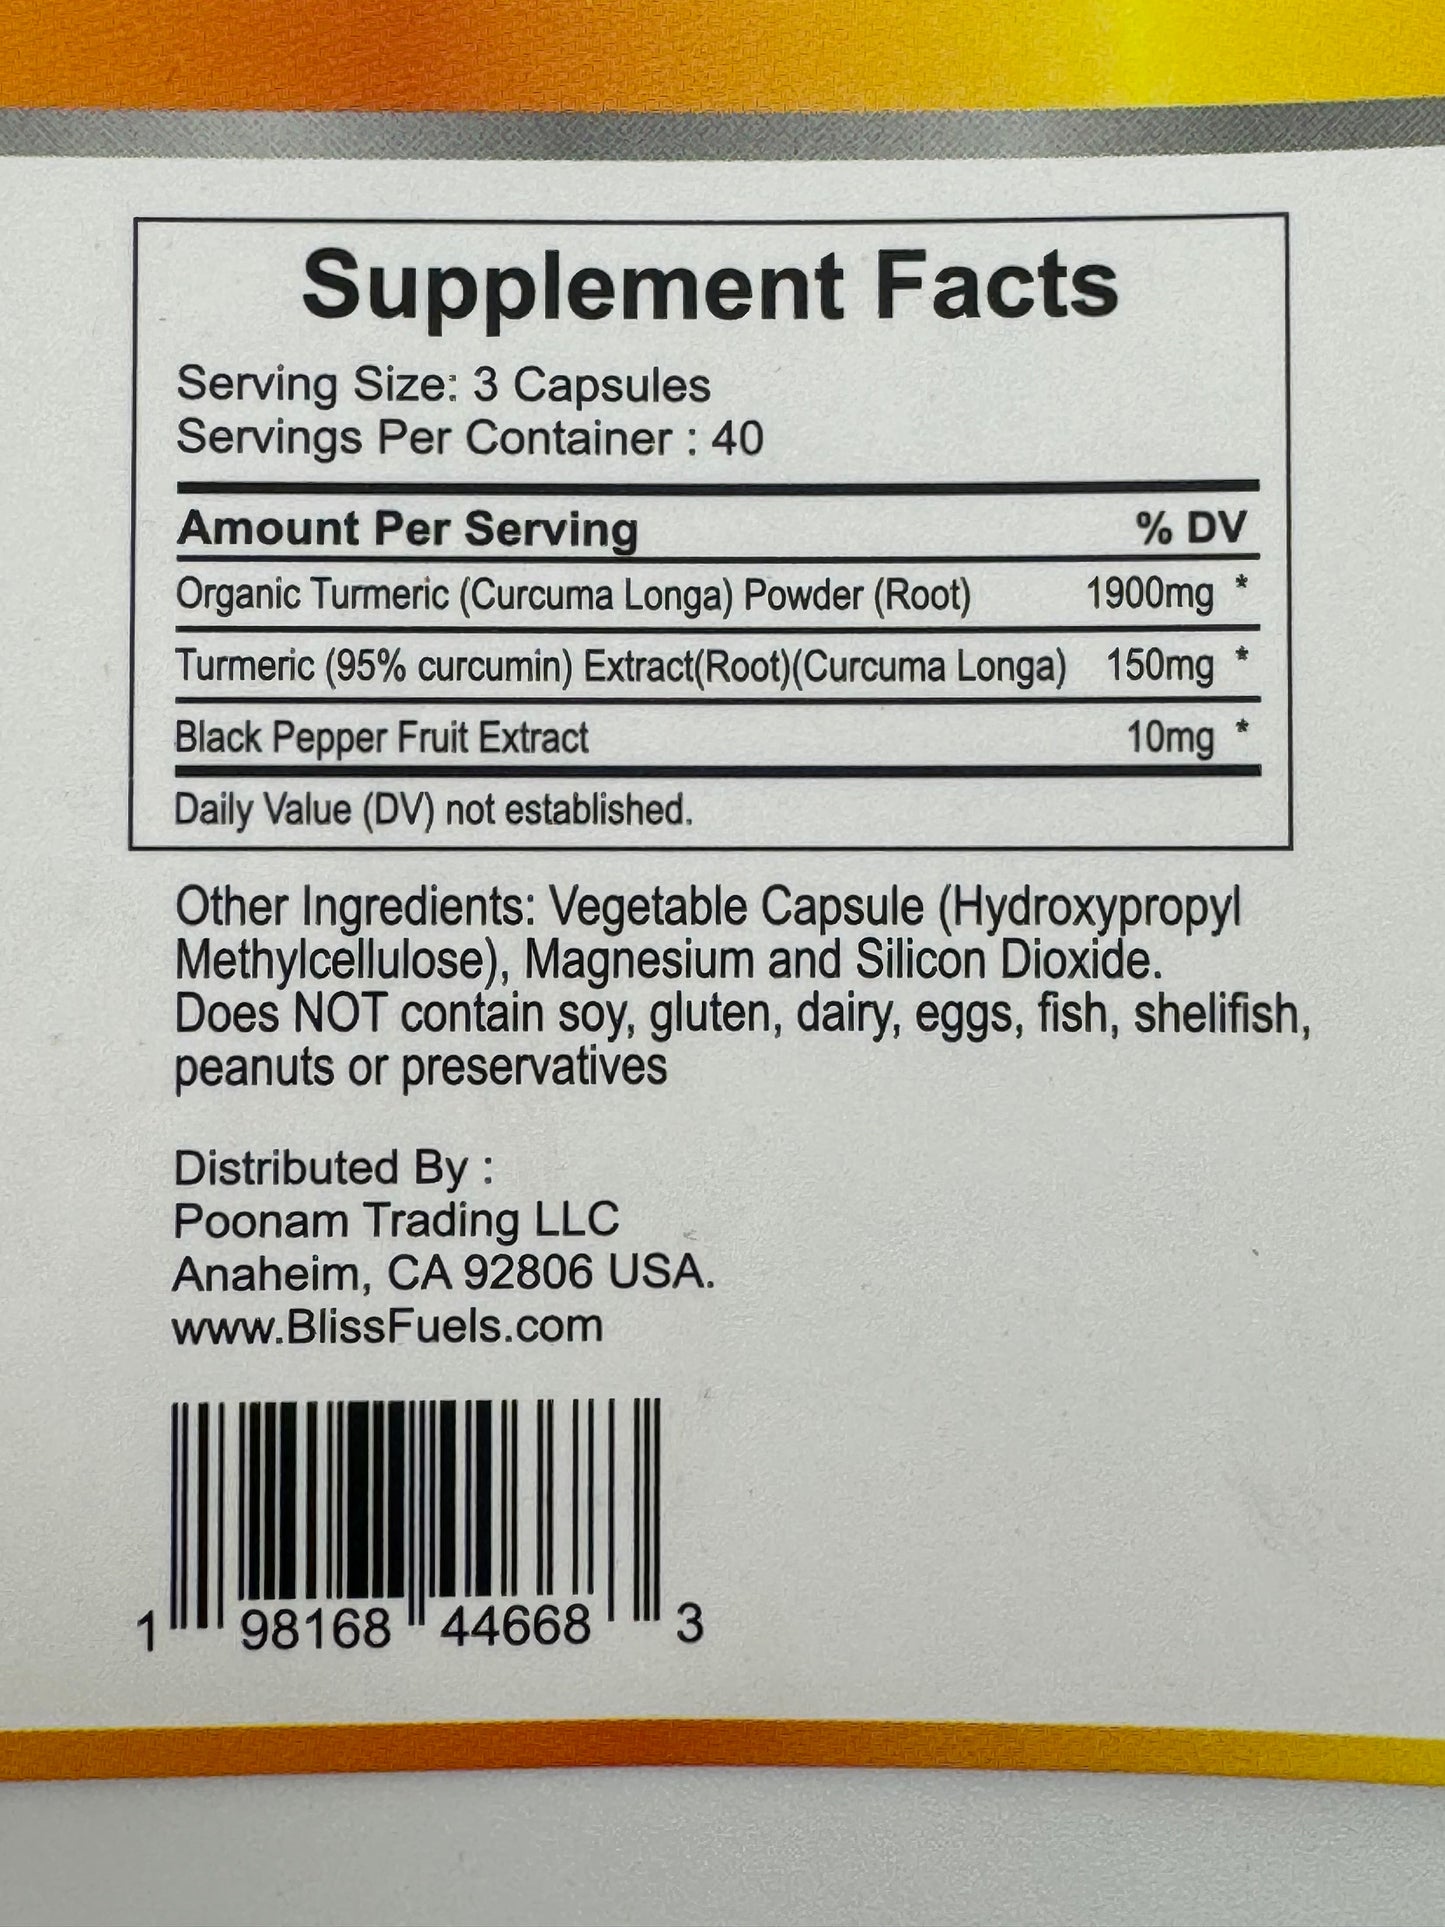 Supplement Facts
Serving Size: 3 Capsules
Servings Per Container : 40
Amount Per Serving % DV
Organic Turmeric (Curcuma Longa) Powder (Root) 1900mg *
Turmeric (95% curcumin) Extract(Root)(Curcuma Longa) 150mg *
Black Pepper Fruit Extract 10mg *
Daily Value (DV) not established.
Other Ingredients: Vegetable Capsule (Hydroxypropyl
Methylcellulose), Magnesium and Silicon Dioxide.
Does NOT contain soy, gluten, dairy, eggs, fish, shelifish,
peanuts or preservatives
Distributed By :
Poonam Trading LLC
Anaheim, CA 92806 USA.
www.BlissFuels.com
1 98168 44668 3